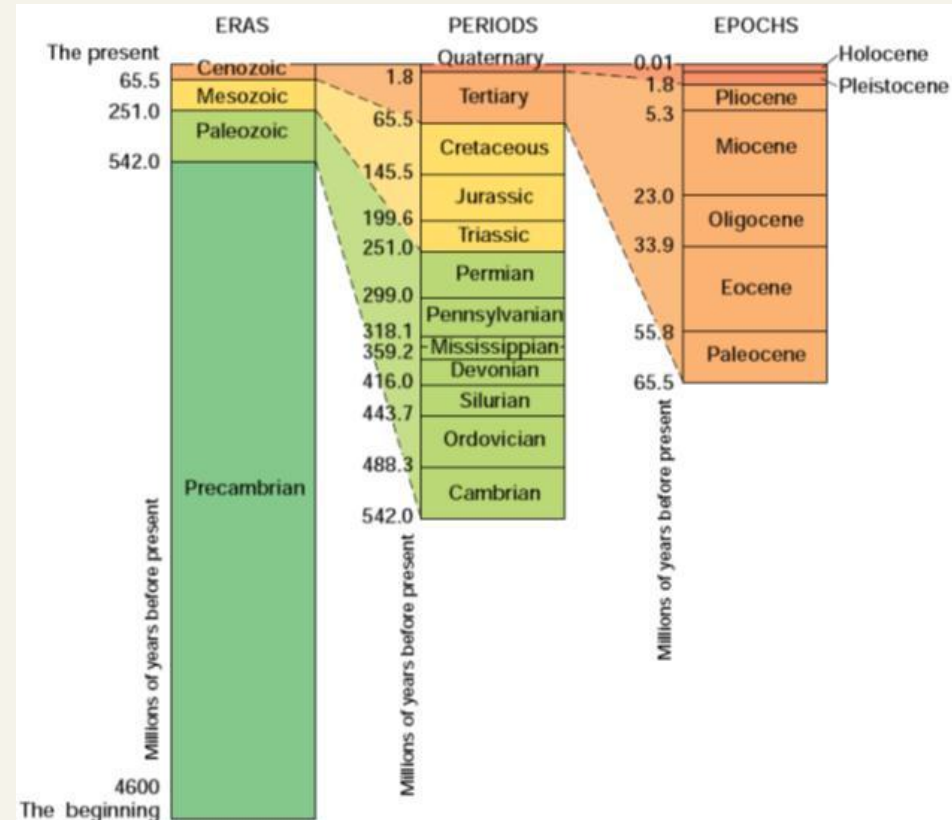 ERAS
The present
Cenozoic
65.5
Mesozoic
251.0
Paleozoic
542.0
Precambrian
Millions of years before present
4600
The beginning
PERIODS
Quaternary
1.8
Tertiary
65.5
Cretaceous
145.5
Jurassic
199.6
Triassic
251.0
Permian
299.0
Pennsylvanian
318.1
Mississippian
359.2
Devonian
416.0
Silurian
443.7
Ordovician
488.3
Cambrian
542.0
Millions of years before present
EPOCHS
Holocene
0.01
Pleistocene
1.8
Pliocene
5.3
Miocene
23.0
Oligocene
33.9
Eocene
55.8
Paleocene
65.5
Millions of years before present